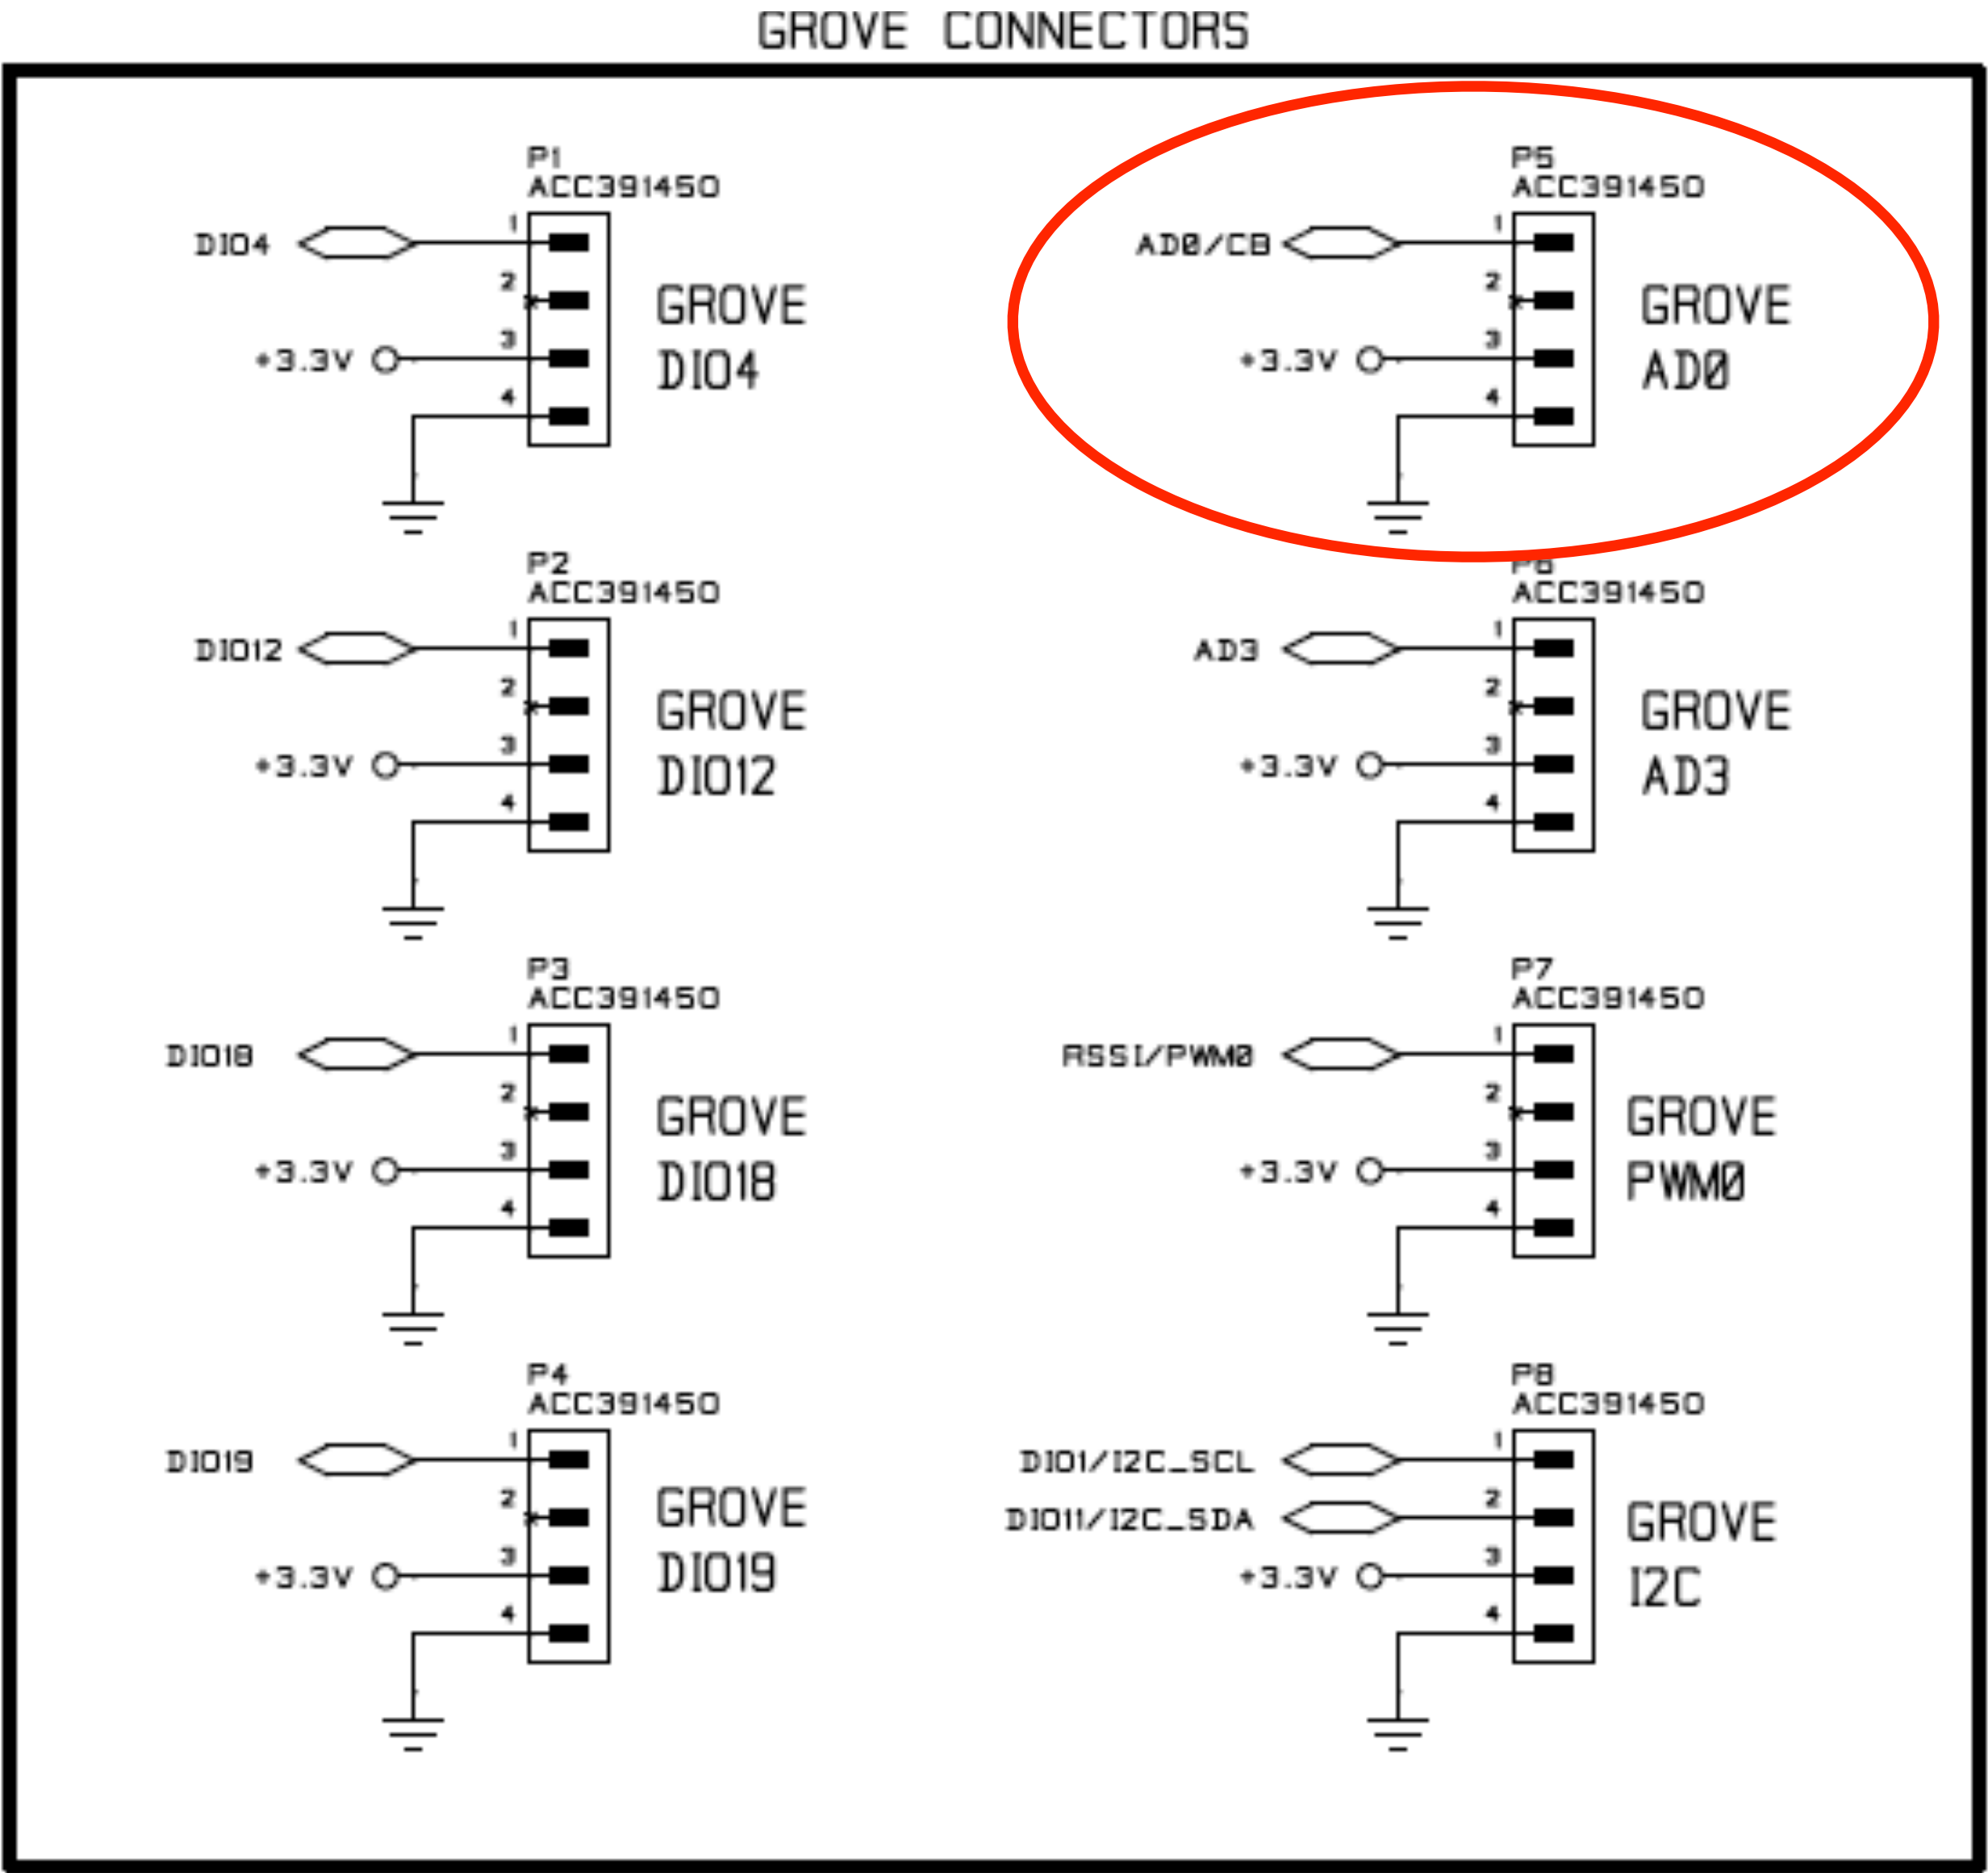 GROVE CONNECTORS
P1
ACC391450
1
DIO4
2
GROVE
3
+3.3V
DIO4
4
P5
ACC391450
1
AD0/CB
2
GROVE
3
+3.3V
AD0
4
P2
ACC391450
1
DIO12
2
GROVE
3
+3.3V
DIO12
4
P6
ACC391450
1
AD3
2
GROVE
3
+3.3V
AD3
4
P3
ACC391450
1
DIO18
2
GROVE
3
+3.3V
DIO18
4
P7
ACC391450
1
RSSI/PWM0
2
GROVE
3
+3.3V
PWM0
4
P4
ACC391450
1
DIO19
2
GROVE
3
+3.3V
DIO19
4
P8
ACC391450
1
DIO1/I2C_SCL
2
DIO11/I2C_SDA
GROVE
3
+3.3V
I2C
4